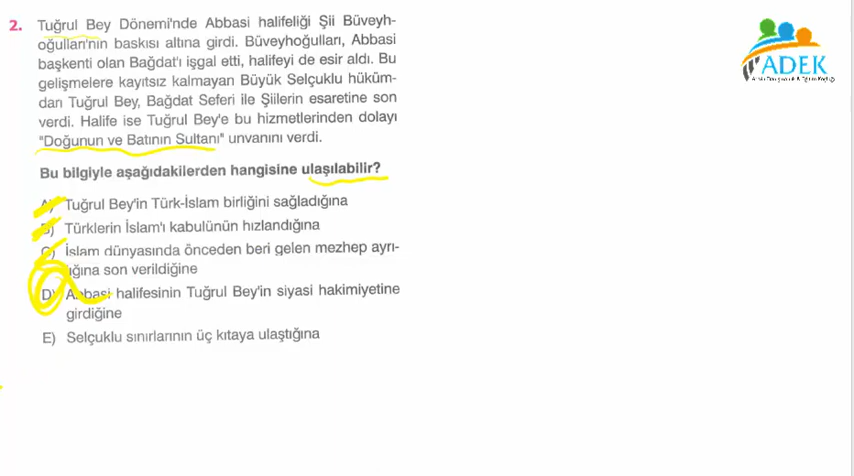 2. Tuğrul Bey Dönemi'nde Abbasi halifeliği Şii Büveyh-
oğulları'nin baskısı altına girdi. Büveyhoğulları, Abbasi
başkenti olan Bağdat'ı işgal etti, halifeyi de esir aldı. Bu
gelişmelere kayıtsız kalmayan Büyük Selçuklu hüküm-
dan Tuğrul Bey, Bağdat Seferi ile Şiilerin esaretine son
verdi. Halife ise Tuğrul Bey'e bu hizmetlerinden dolayı
"Doğunun ve Batının Sultanı" unvanını verdi.
Bu bilgiyle aşağıdakilerden hangisine ulaşılabilir?
A) Tuğrul Bey'in Türk-İslam birliğini sağladığına
B) Türklerin İslam'ı kabulünün hızlandığına
C) İslam dünyasında önceden beri gelen mezhep ayrı-
lığına son verildiğine
D) Abbasi halifesinin Tuğrul Bey'in siyasi hakimiyetine
girdiğine
E) Selçuklu sınırlarının üç kıtaya ulaştığına
ADEK